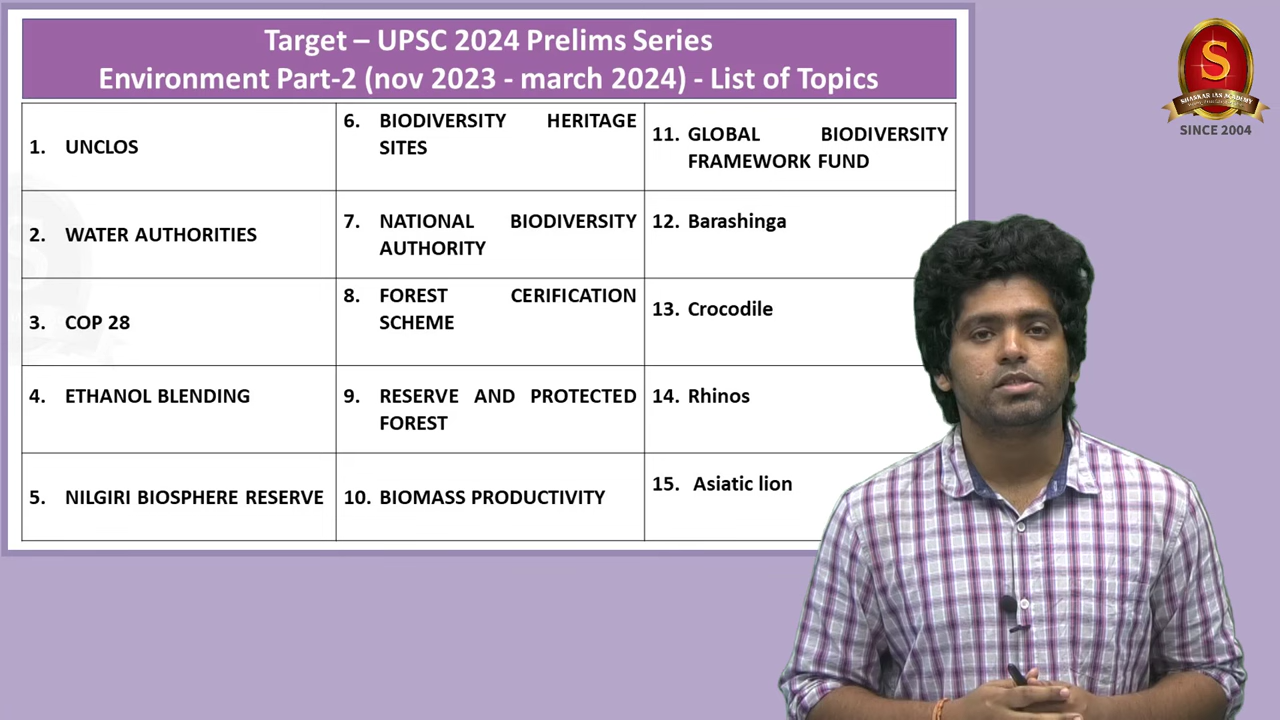 Target – UPSC 2024 Prelims Series
Environment Part-2 (nov 2023 - march 2024) - List of Topics
1. UNCLOS
6. BIODIVERSITY HERITAGE
SITES
11. GLOBAL BIODIVERSITY
FRAMEWORK FUND
2. WATER AUTHORITIES
7. NATIONAL BIODIVERSITY
AUTHORITY
12. Barashinga
3. COP 28
8. FOREST CERIFICATION
SCHEME
13. Crocodile
4. ETHANOL BLENDING
9. RESERVE AND PROTECTED
FOREST
14. Rhinos
5. NILGIRI BIOSPHERE RESERVE
10. BIOMASS PRODUCTIVITY
15. Asiatic lion
S
SHANKAR IAS ACADEMY
SINCE 2004